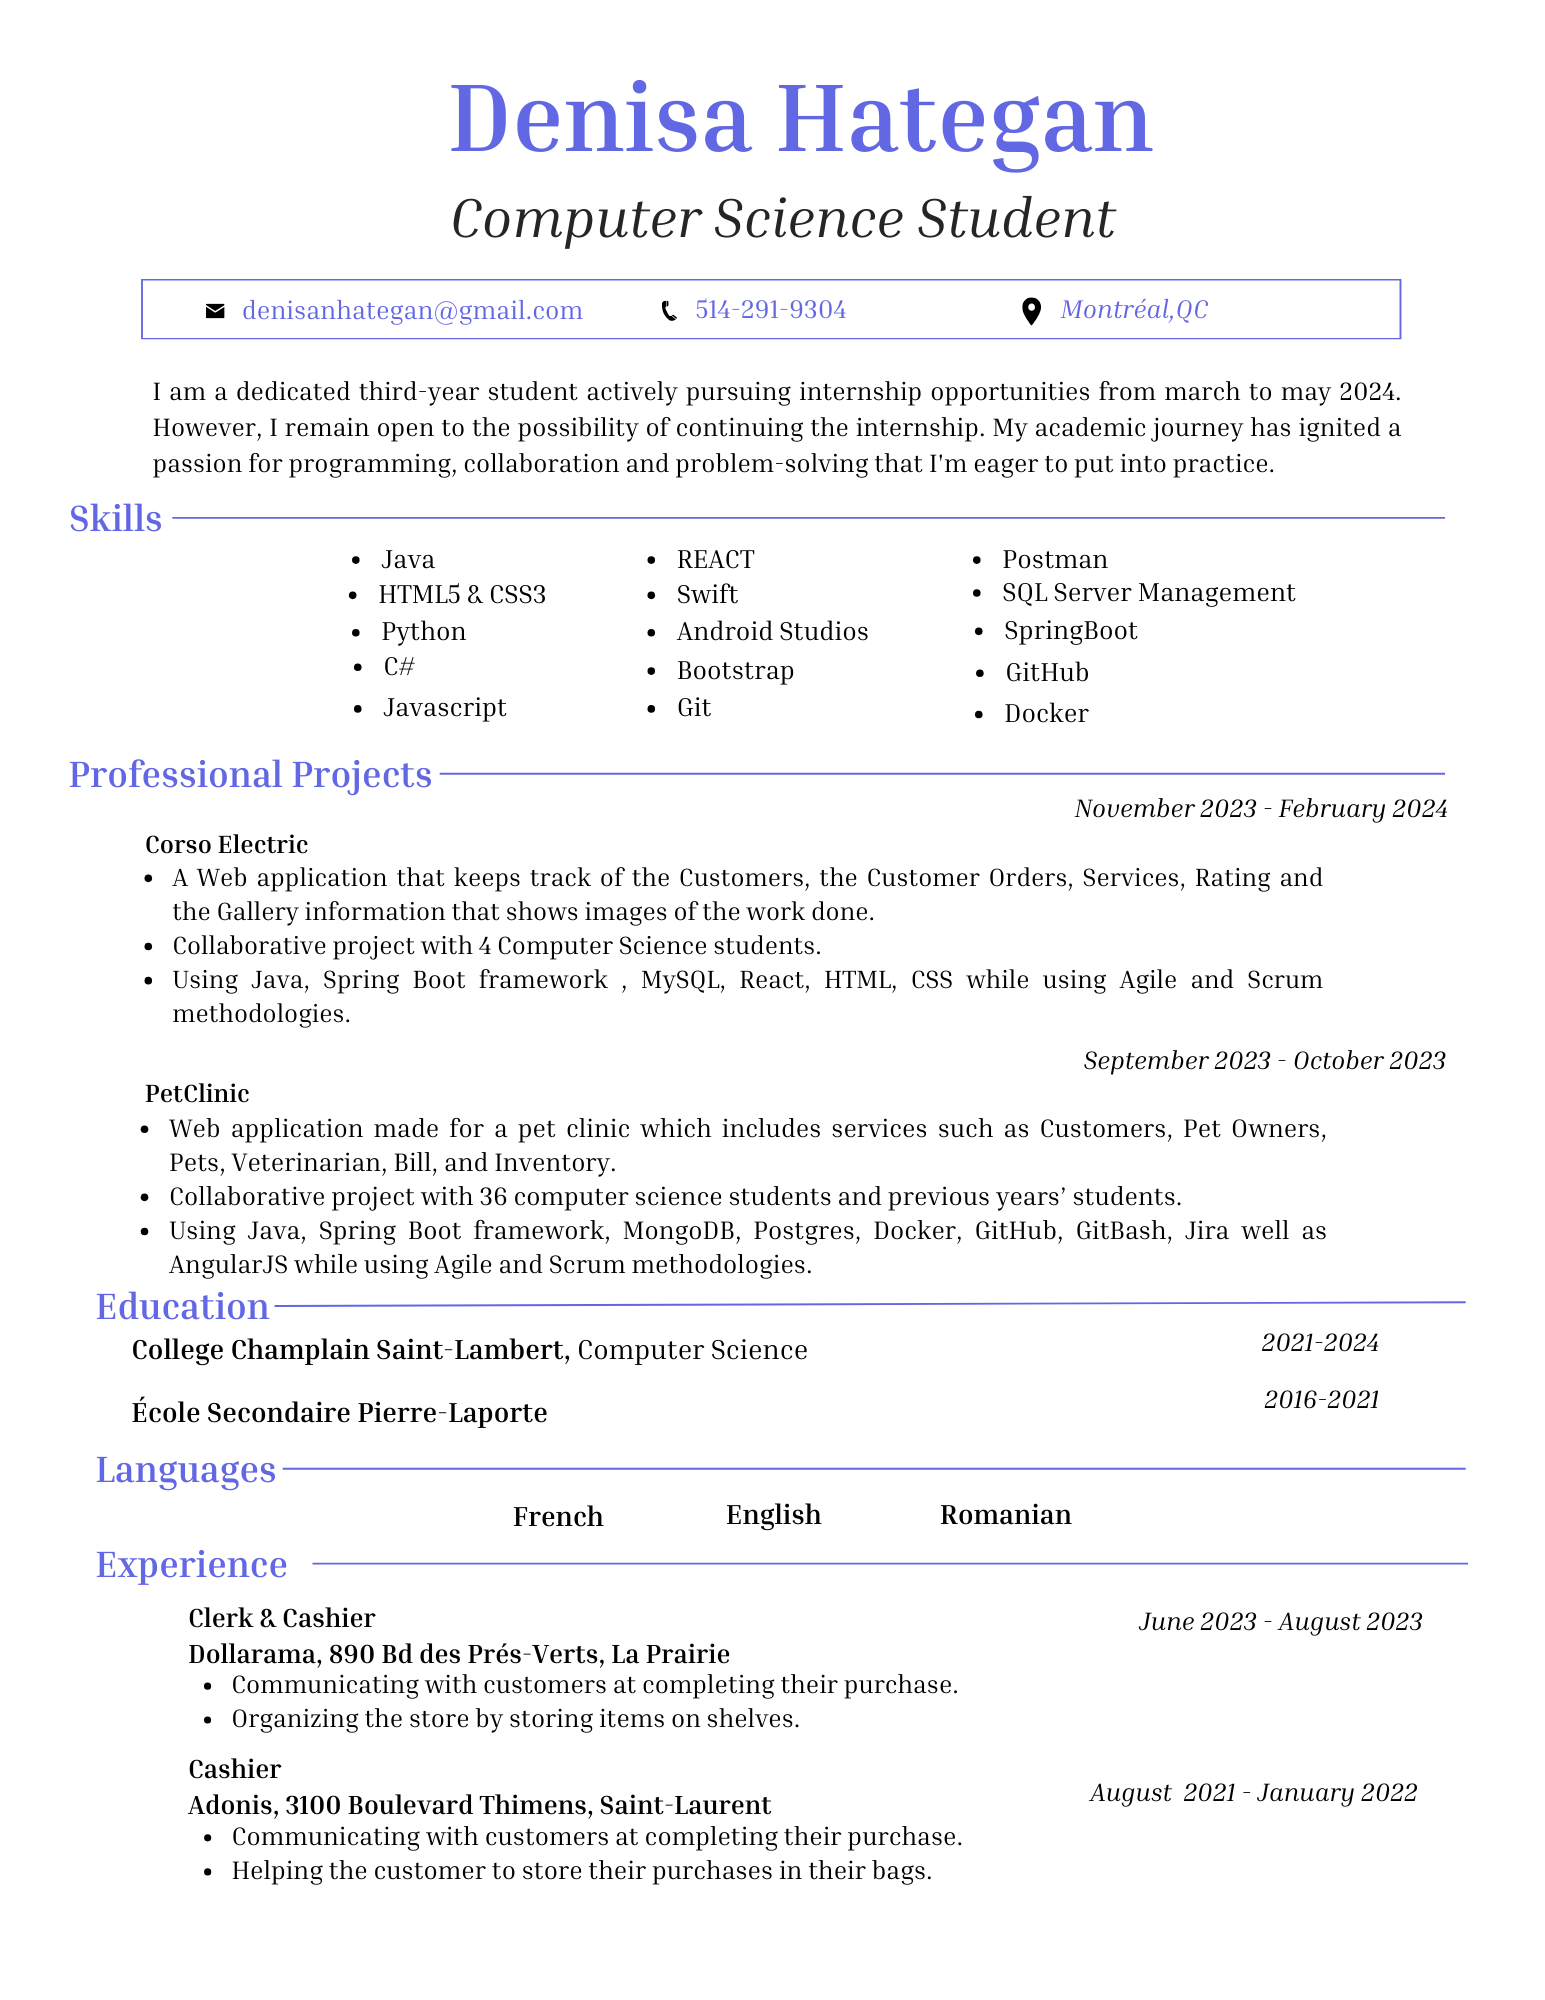 Denisa Hategan
Computer Science Student
denisanhategan@gmail.com 514-291-9304 Montréal,QC
I am a dedicated third-year student actively pursuing internship opportunities from march to may 2024.
However, I remain open to the possibility of continuing the internship. My academic journey has ignited a
passion for programming, collaboration and problem-solving that I'm eager to put into practice.
Skills
• Java
• HTML5 & CSS3
• Python
• C#
• Javascript
• REACT
• Swift
• Android Studios
• Bootstrap
• Git
• Postman
• SQL Server Management
• SpringBoot
• GitHub
• Docker
Professional Projects
November 2023 - February 2024
Corso Electric
• A Web application that keeps track of the Customers, the Customer Orders, Services, Rating and
the Gallery information that shows images of the work done.
• Collaborative project with 4 Computer Science students.
• Using Java, Spring Boot framework , MySQL, React, HTML, CSS while using Agile and Scrum
methodologies.
September 2023 - October 2023
PetClinic
• Web application made for a pet clinic which includes services such as Customers, Pet Owners,
Pets, Veterinarian, Bill, and Inventory.
• Collaborative project with 36 computer science students and previous years’ students.
• Using Java, Spring Boot framework, MongoDB, Postgres, Docker, GitHub, GitBash, Jira well as
AngularJS while using Agile and Scrum methodologies.
Education
College Champlain Saint-Lambert, Computer Science 2021-2024
École Secondaire Pierre-Laporte 2016-2021
Languages
French English Romanian
Experience
Clerk & Cashier June 2023 - August 2023
Dollarama, 890 Bd des Prés-Verts, La Prairie
• Communicating with customers at completing their purchase.
• Organizing the store by storing items on shelves.
Cashier
Adonis, 3100 Boulevard Thimens, Saint-Laurent August 2021 - January 2022
• Communicating with customers at completing their purchase.
• Helping the customer to store their purchases in their bags.